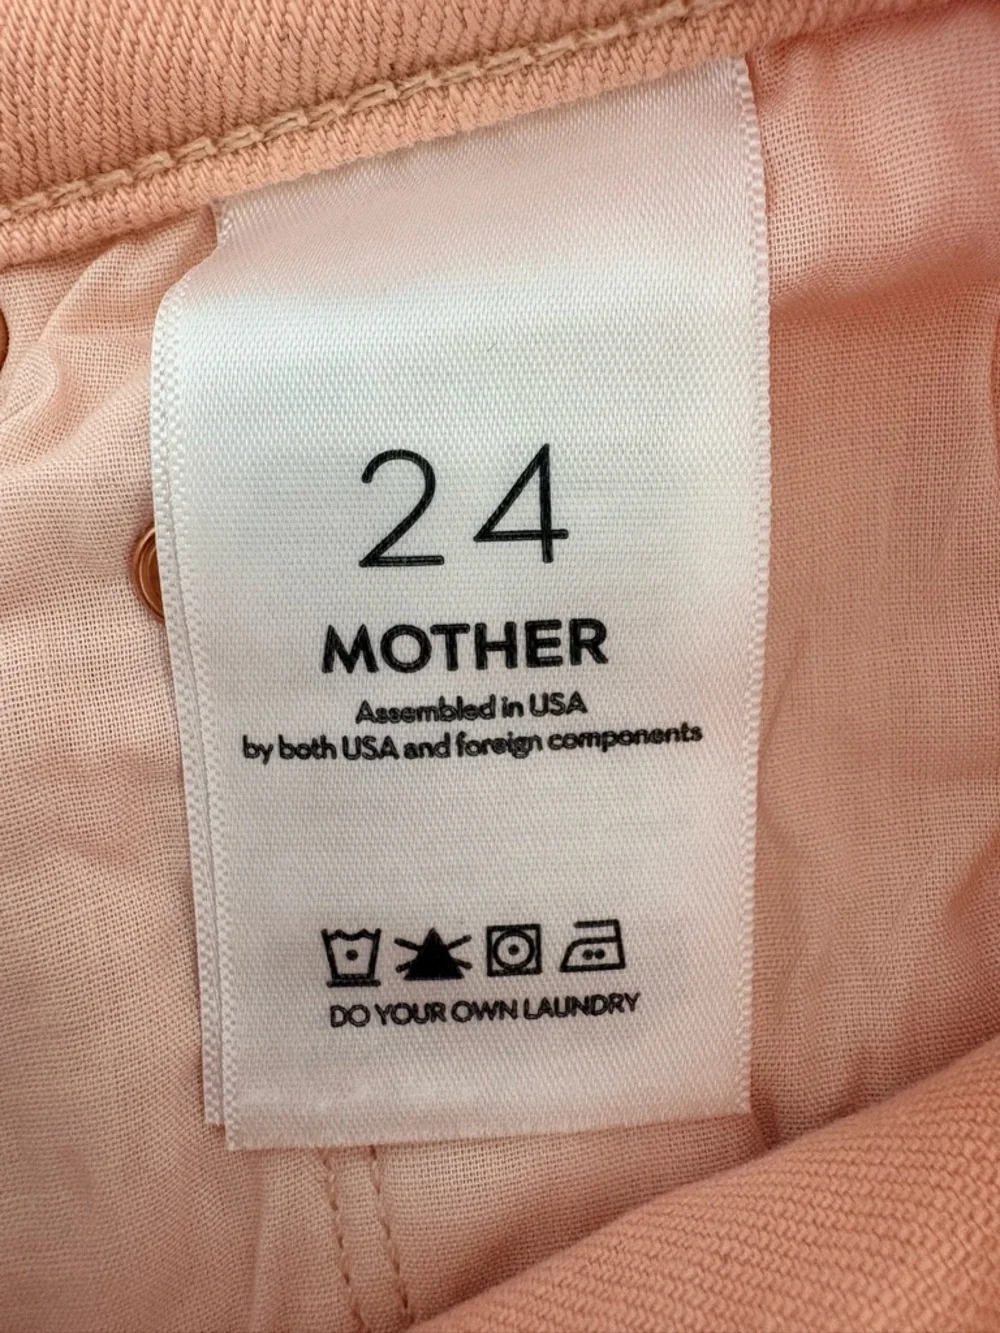 24
MOTHER
Assembled in USA
by both USA and foreign components
DO YOUR OWN LAUNDRY